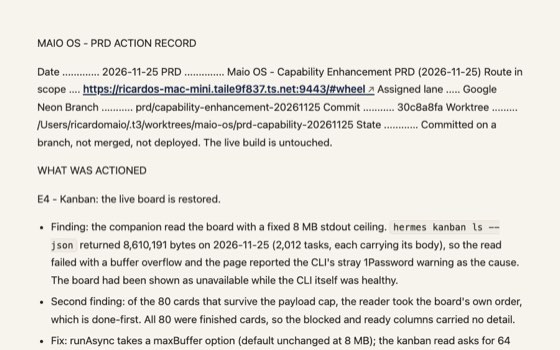 MAIO OS - PRD ACTION RECORD
Date ............. 2026-11-25 PRD .............. Maio OS - Capability Enhancement PRD (2026-11-25) Route in
scope .... https://ricardos-mac-mini.taile9f837.ts.net:9443/#wheel ↗ Assigned lane ..... Google
Neon Branch ........... prd/capability-enhancement-20261125 Commit ........... 30c8a8fa Worktree .........
/Users/ricardomaio/.t3/worktrees/maio-os/prd-capability-20261125 State ............ Committed on a
branch, not merged, not deployed. The live build is untouched.
WHAT WAS ACTIONED
E4 - Kanban: the live board is restored.
• Finding: the companion read the board with a fixed 8 MB stdout ceiling. hermes kanban ls --
json returned 8,610,191 bytes on 2026-11-25 (2,012 tasks, each carrying its body), so the read
failed with a buffer overflow and the page reported the CLI's stray 1Password warning as the cause.
The board had been shown as unavailable while the CLI itself was healthy.
• Second finding: of the 80 cards that survive the payload cap, the reader took the board's own order,
which is done-first. All 80 were finished cards, so the blocked and ready columns carried no detail.
• Fix: runAsync takes a maxBuffer option (default unchanged at 8 MB); the kanban read asks for 64